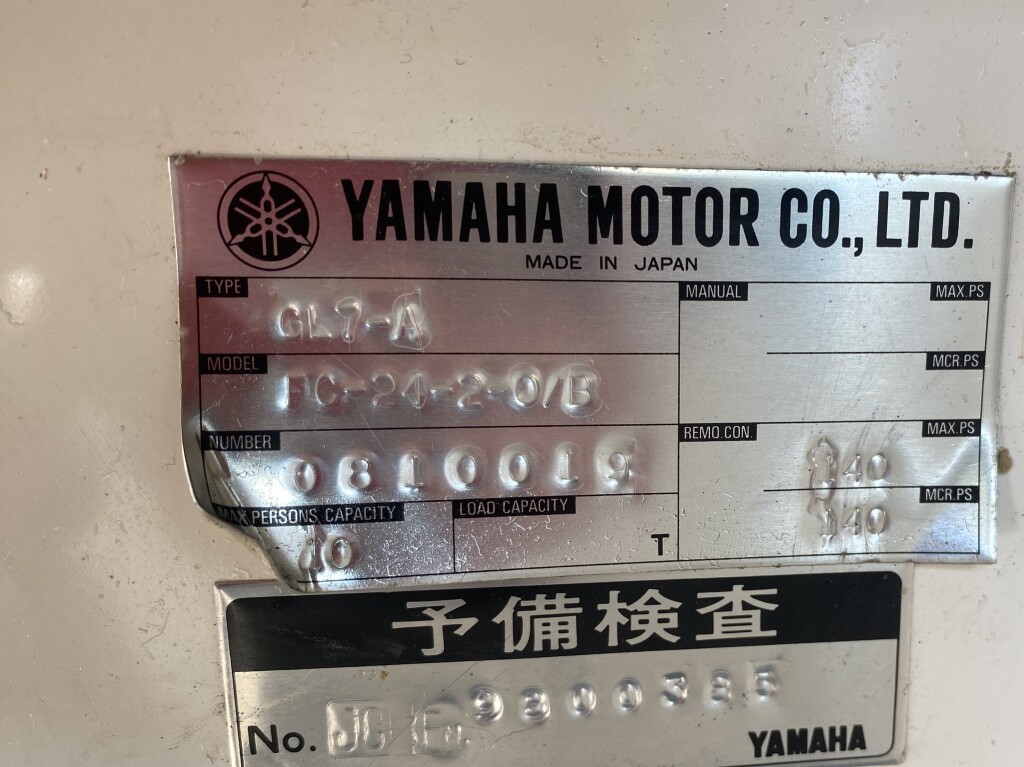 YAMAHA MOTOR CO., LTD.
MADE IN JAPAN
TYPE
GL7-A
MODEL
FC-24-2-0/B
NUMBER
0810019
MAX PERSONS CAPACITY
10
LOAD CAPACITY
T
MANUAL
MAX.PS
MCR.PS
REMO.CON.
MAX.PS
140
MCR.PS
140
予備検査
No. JC
YAMAHA